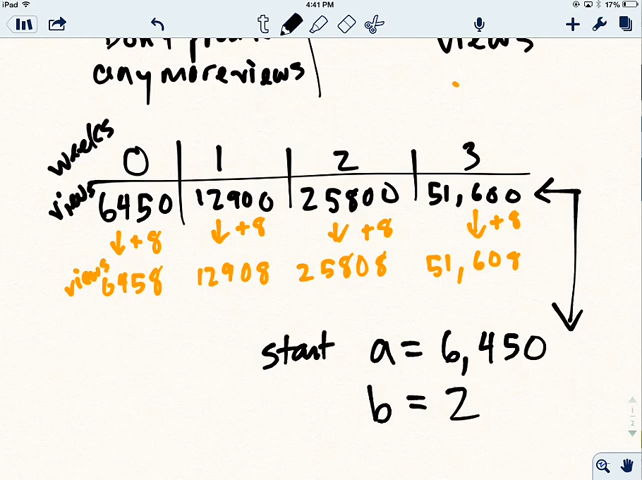 iPad
4:41 PM
17%
t
any more views
views
weeks 0 1 2 3
views 6450 12900 25800 51,600
+8 +8 +8 +8
views 6458 12908 25808 51,608
start a = 6,450
b = 2